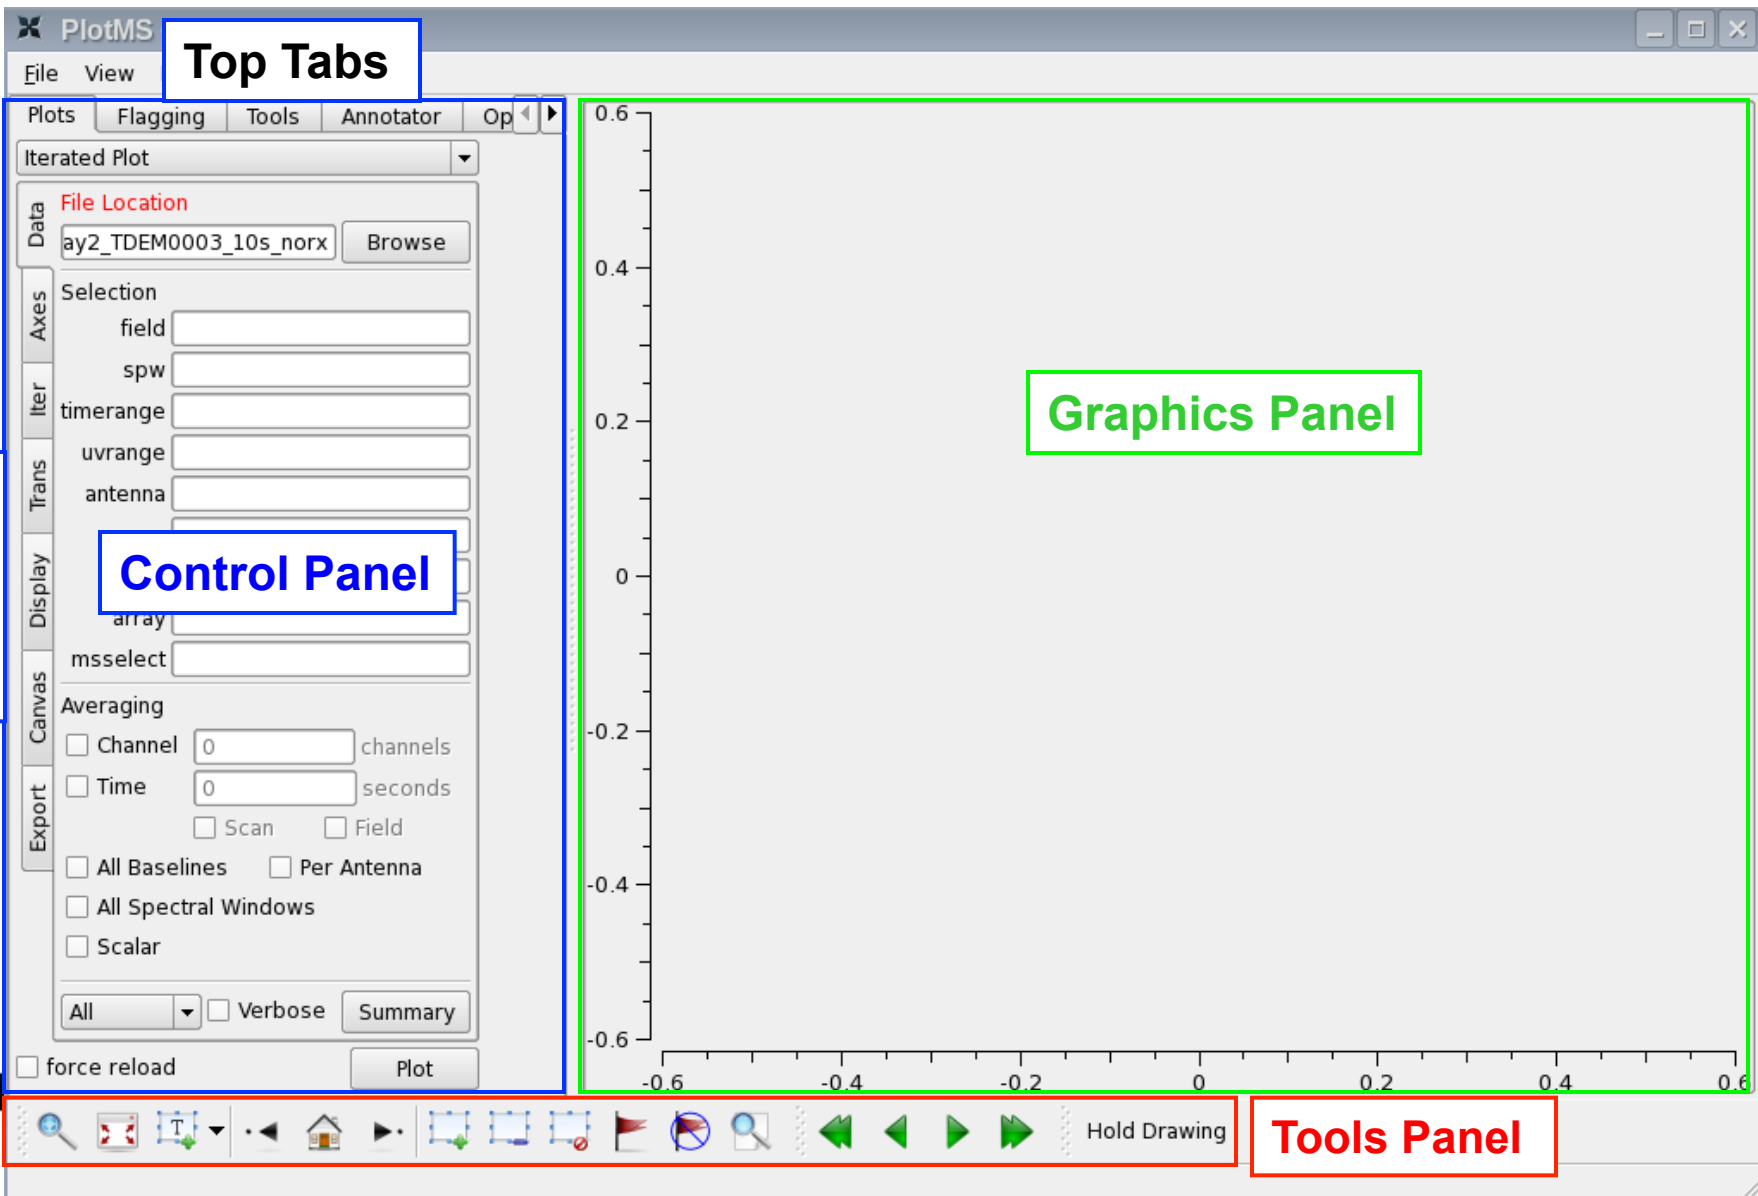 PlotMS
Top Tabs
File View
Plots Flagging Tools Annotator Op
Iterated Plot
Data
File Location
ay2_TDEM0003_10s_norx Browse
Axes
Selection
field
spw
Iter
timerange
uvrange
Trans
antenna
Control Panel
Display
array
msselect
Canvas
Averaging
Channel 0 channels
Time 0 seconds
Export
Scan Field
All Baselines Per Antenna
All Spectral Windows
Scalar
All Verbose Summary
force reload Plot
0.6
0.4
0.2
0
-0.2
-0.4
-0.6
Graphics Panel
-0.6 -0.4 -0.2 0 0.2 0.4 0.6
T
Hold Drawing
Tools Panel